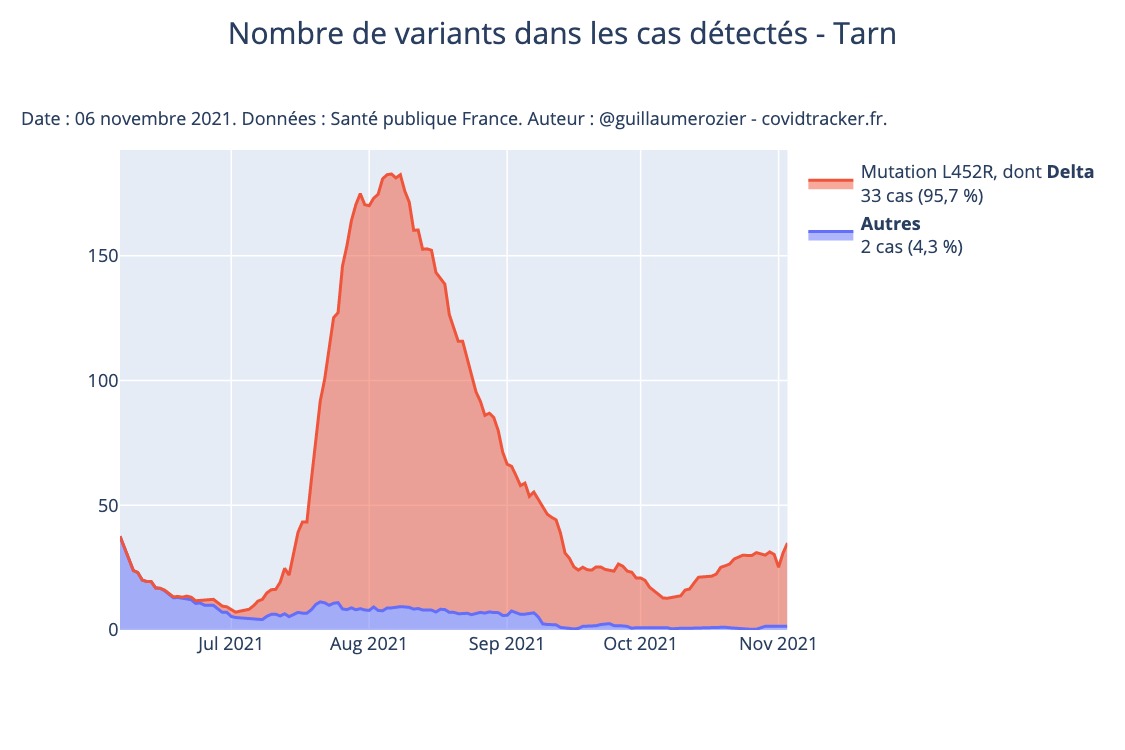 Nombre de variants dans les cas détectés - Tarn
Date : 06 novembre 2021. Données : Santé publique France. Auteur : @guillaumerozier - covidtracker.fr.
Mutation L452R, dont Delta
33 cas (95,7 %)
Autres
2 cas (4,3 %)
150
100
50
0
Jul 2021 Aug 2021 Sep 2021 Oct 2021 Nov 2021